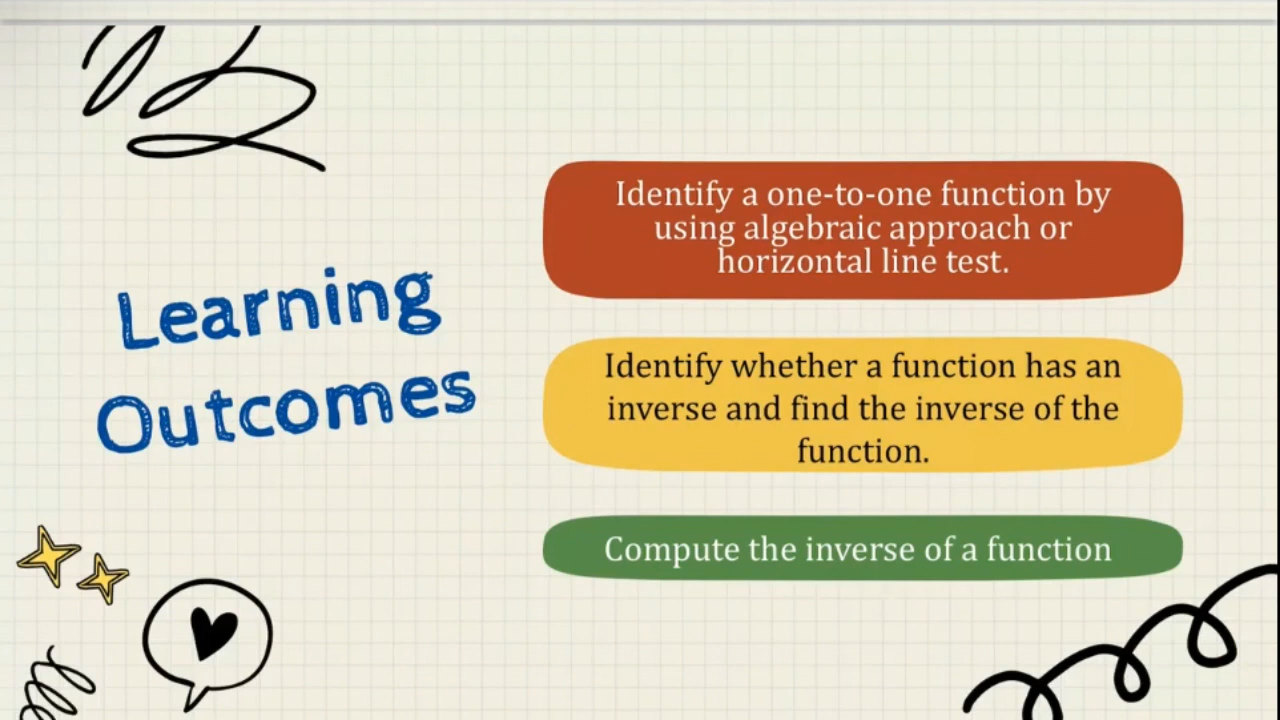 Learning
Outcomes
Identify a one-to-one function by
using algebraic approach or
horizontal line test.
Identify whether a function has an
inverse and find the inverse of the
function.
Compute the inverse of a function